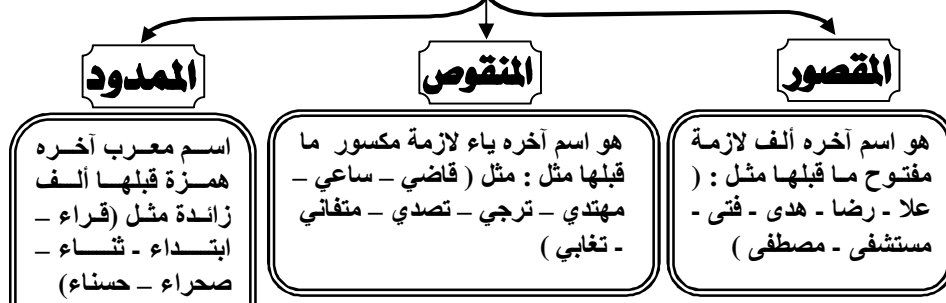 المقصور
هو اسم آخره ألف لازمة
مفتوح ما قبلها مثل : (
علا - رضا - هدى - فتى -
مستشفى - مصطفى )
المنقوص
هو اسم آخره ياء لازمة مكسور ما
قبلها مثل : مثل ( قاضي – ساعي –
مهتدي – ترجي – تصدي – متفاني
- تغابي )
الممدود
اسم معرب آخره
همزة قبلها ألف
زائدة مثل (قراء –
ابتداء - ثناء –
صحراء – حسناء)